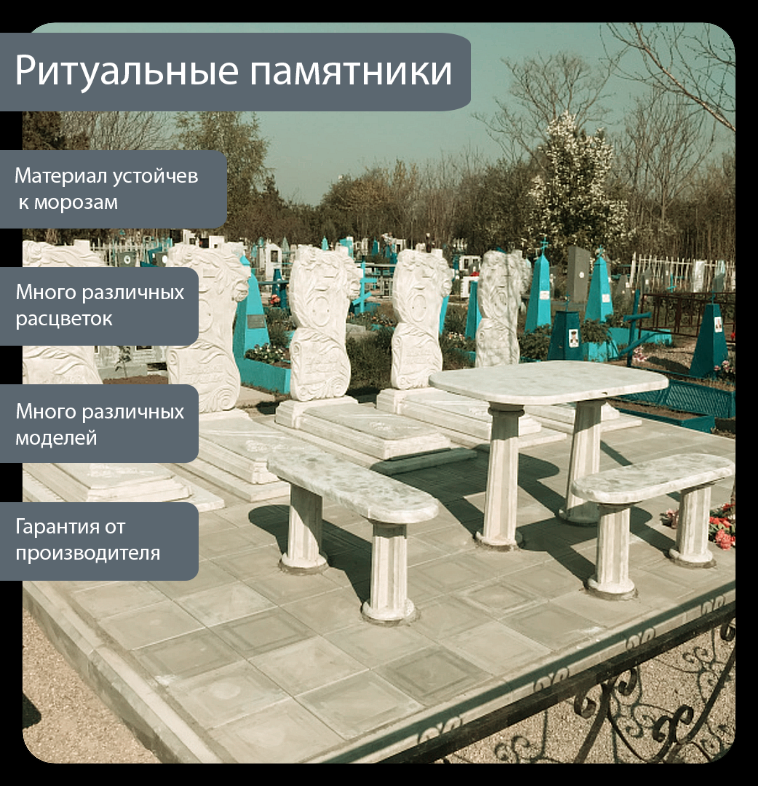 Ритуальные памятники
Материал устойчев
к морозам
Много различных
расцветок
Много различных
моделей
Гарантия от
производителя